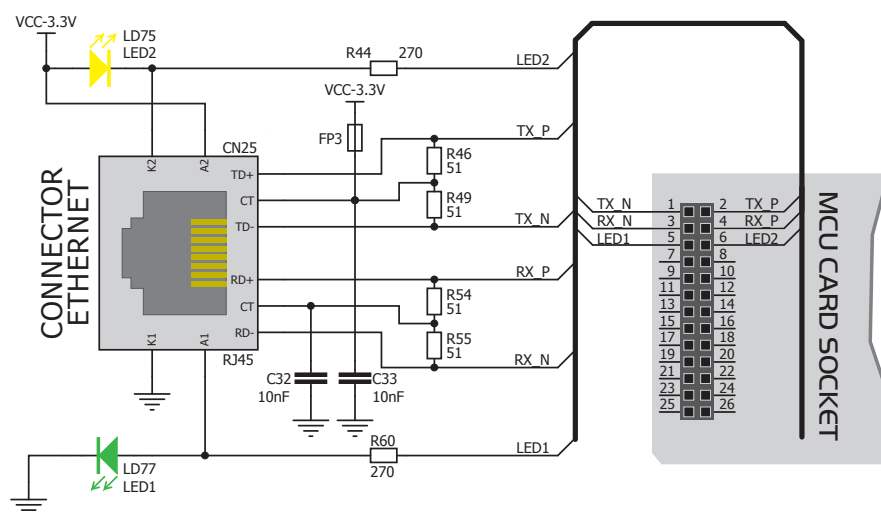 VCC-3.3V
LD75
LED2
R44 270
LED2
VCC-3.3V
FP3
CN25
K2
A2
TD+
CT
TD-
RD+
CT
RD-
K1
A1
RJ45
CONNECTOR
ETHERNET
TX_P
R46
51
R49
51
TX_N
RX_P
R54
51
R55
51
RX_N
C32
10nF
C33
10nF
R60
270
LED1
LD77
LED1
TX_N 1 2 TX_P
RX_N 3 4 RX_P
LED1 5 6 LED2
7 8
9 10
11 12
13 14
15 16
17 18
19 20
21 22
23 24
25 26
MCU CARD SOCKET